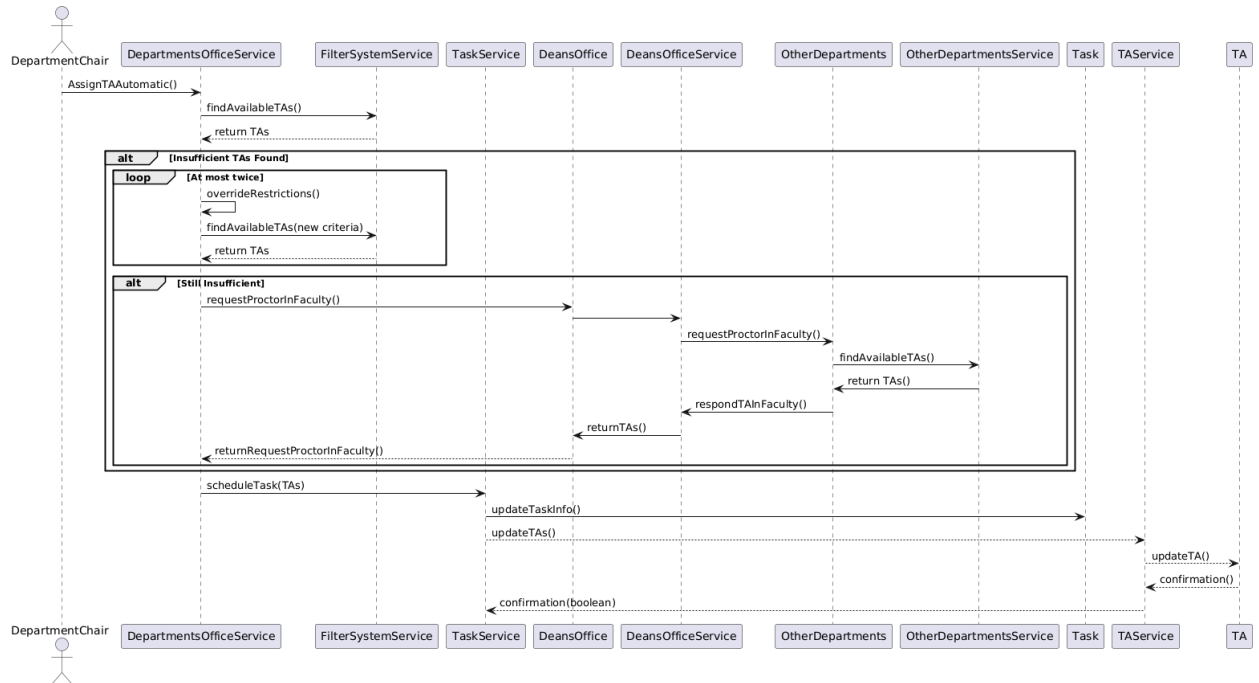 DepartmentChair
DepartmentsOfficeService
FilterSystemService
TaskService
DeansOffice
DeansOfficeService
OtherDepartments
OtherDepartmentsService
Task
TAService
TA
AssignTAAutomatic()
findAvailableTAs()
return TAs
alt [Insufficient TAs Found]
loop [At most twice]
overrideRestrictions()
findAvailableTAs(new criteria)
return TAs
alt [Still Insufficient]
requestProctorInFaculty()
requestProctorInFaculty()
findAvailableTAs()
return TAs()
respondTAInFaculty()
returnTAs()
returnRequestProctorInFaculty()
scheduleTask(TAs)
updateTaskInfo()
updateTAs()
updateTA()
confirmation()
confirmation(boolean)
DepartmentChair
DepartmentsOfficeService
FilterSystemService
TaskService
DeansOffice
DeansOfficeService
OtherDepartments
OtherDepartmentsService
Task
TAService
TA